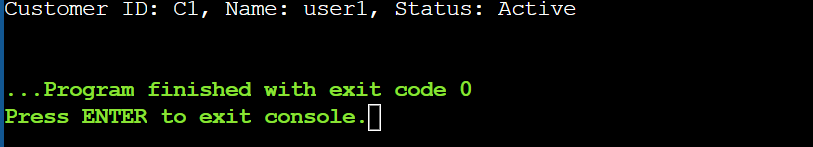 Customer ID: C1, Name: user1, Status: Active
...Program finished with exit code 0
Press ENTER to exit console.